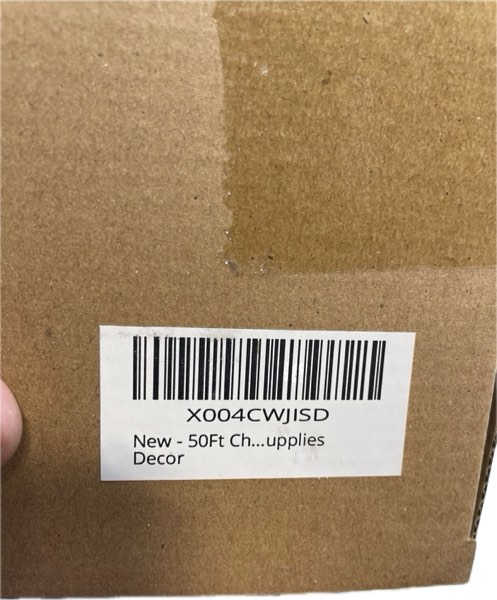 X004CWJISD
New - 50Ft Ch...upplies
Decor